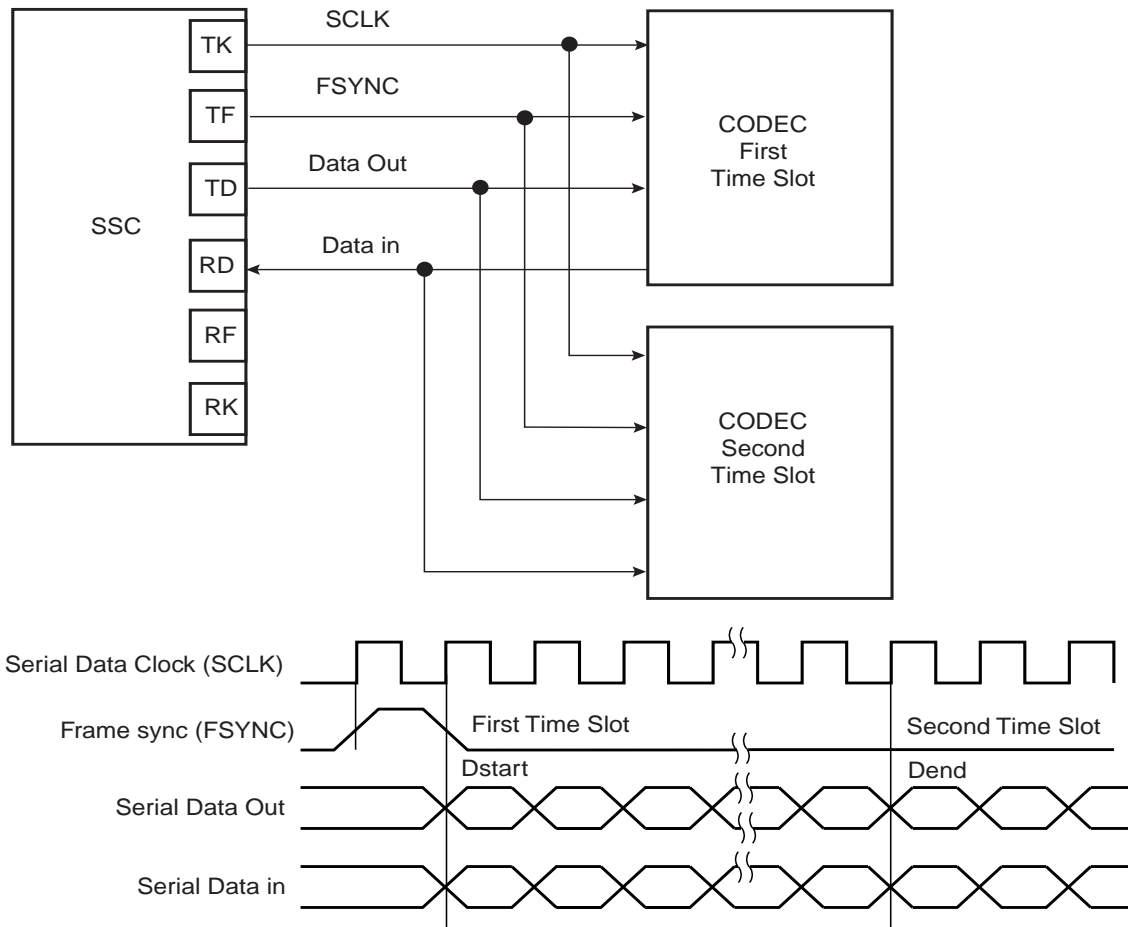 SSC
TK
TF
TD
RD
RF
RK
SCLK
FSYNC
Data Out
Data in
CODEC
First
Time Slot
CODEC
Second
Time Slot
Serial Data Clock (SCLK)
Frame sync (FSYNC)
First Time Slot
Second Time Slot
Dstart
Dend
Serial Data Out
Serial Data in